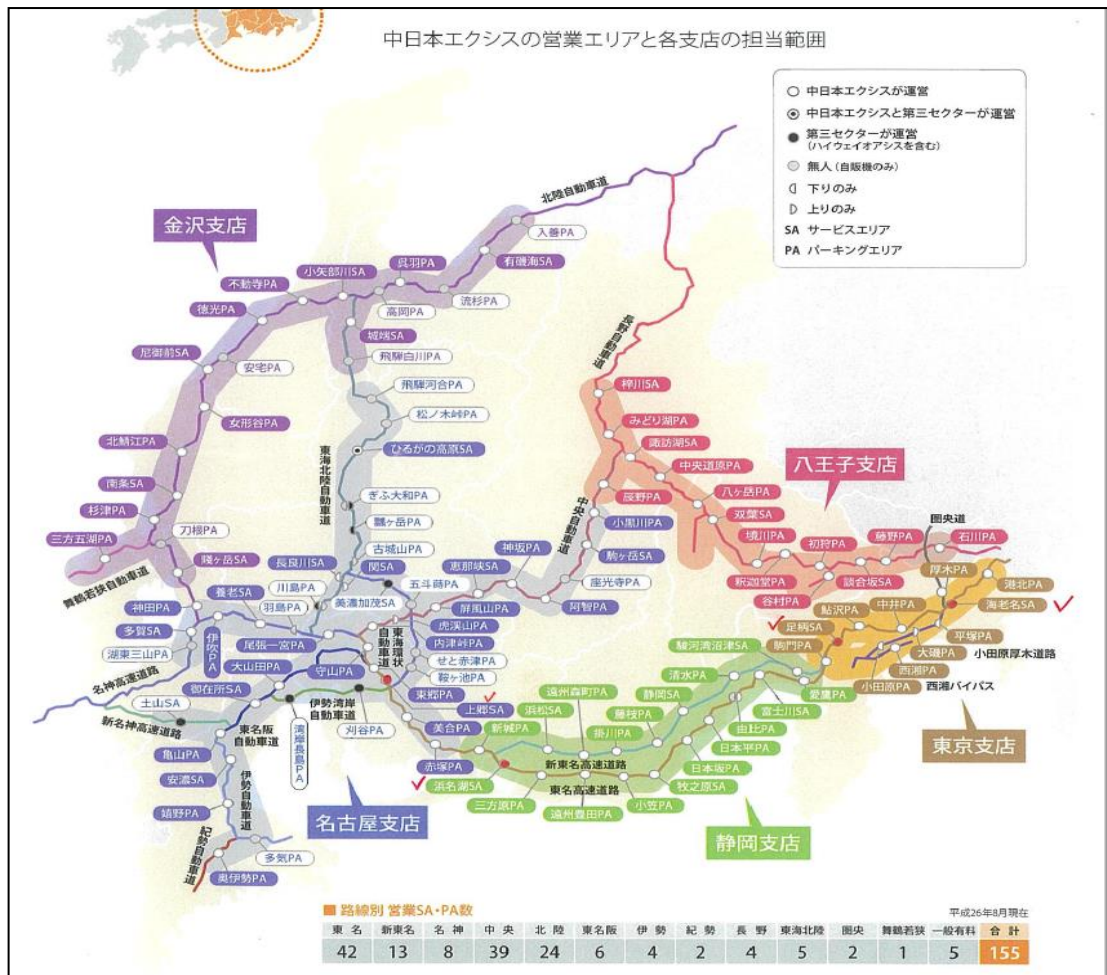 中日本エクシスの営業エリアと各支店の担当範囲
中日本エクシスが運営
中日本エクシスと第三セクターが運営
第三セクターが運営
(ハイウェイオアシスを含む)
無人(自販機のみ)
下りのみ
上りのみ
SA サービスエリア
PA パーキングエリア
北陸自動車道
金沢支店
入善PA
有磯海SA
呉羽PA
小矢部川SA
流杉PA
不動寺PA
高岡PA
徳光PA
城端SA
飛騨白川PA
尼御前SA
安宅PA
長野自動車道
飛騨河合PA
梓川SA
松ノ木峠PA
女形谷PA
みどり湖PA
ひるがの高原SA
諏訪湖SA
北鯖江PA
東海北陸自動車道
中央道原PA
八王子支店
南条SA
ぎふ大和PA
辰野PA
八ヶ岳PA
中央自動車道
杉津PA
瓢ヶ岳PA
小黒川PA
双葉SA
圏央道
刀根PA
古城山PA
神坂PA
境川PA
初狩PA
藤野PA
石川PA
三方五湖PA
長良川SA
関SA
恵那峡SA
駒ヶ岳SA
賤ヶ岳SA
川島PA
五斗蒔PA
座光寺PA
釈迦堂PA
談合坂SA
厚木PA
舞鶴若狭自動車道
養老SA
羽島PA
美濃加茂SA
屏風山PA
阿智PA
谷村PA
港北PA
神田PA
虎渓山PA
鮎沢PA
中井PA
海老名SA
多賀SA
伊吹PA
尾張一宮PA
東海環状自動車道
内津峠PA
足柄SA
湖東三山PA
大山田PA
守山PA
せと赤津PA
駿河湾沼津SA
駒門PA
平塚PA
名神高速道路
御在所SA
鞍ヶ池PA
清水PA
大磯PA
小田原厚木道路
土山SA
東郷PA
遠州森町PA
静岡SA
西湘PA
新名神高速道路
東名阪自動車道
伊勢湾岸自動車道
上郷SA
浜松SA
藤枝PA
愛鷹PA
小田原PA
西湘バイパス
湾岸長島PA
刈谷PA
美合PA
新城PA
掛川PA
富士川SA
由比PA
亀山PA
新東名高速道路
日本平PA
東京支店
安濃SA
伊勢自動車道
赤塚PA
東名高速道路
日本坂PA
浜名湖SA
牧之原SA
嬉野PA
名古屋支店
三方原PA
遠州豊田PA
小笠PA
静岡支店
紀勢自動車道
多気PA
奥伊勢PA
路線別 営業SA・PA数
平成26年8月現在
東名 新東名 名神 中央 北陸 東名阪 伊勢 紀勢 長野 東海北陸 圏央 舞鶴若狭 一般有料 合計
42 13 8 39 24 6 4 2 4 5 2 1 5 155